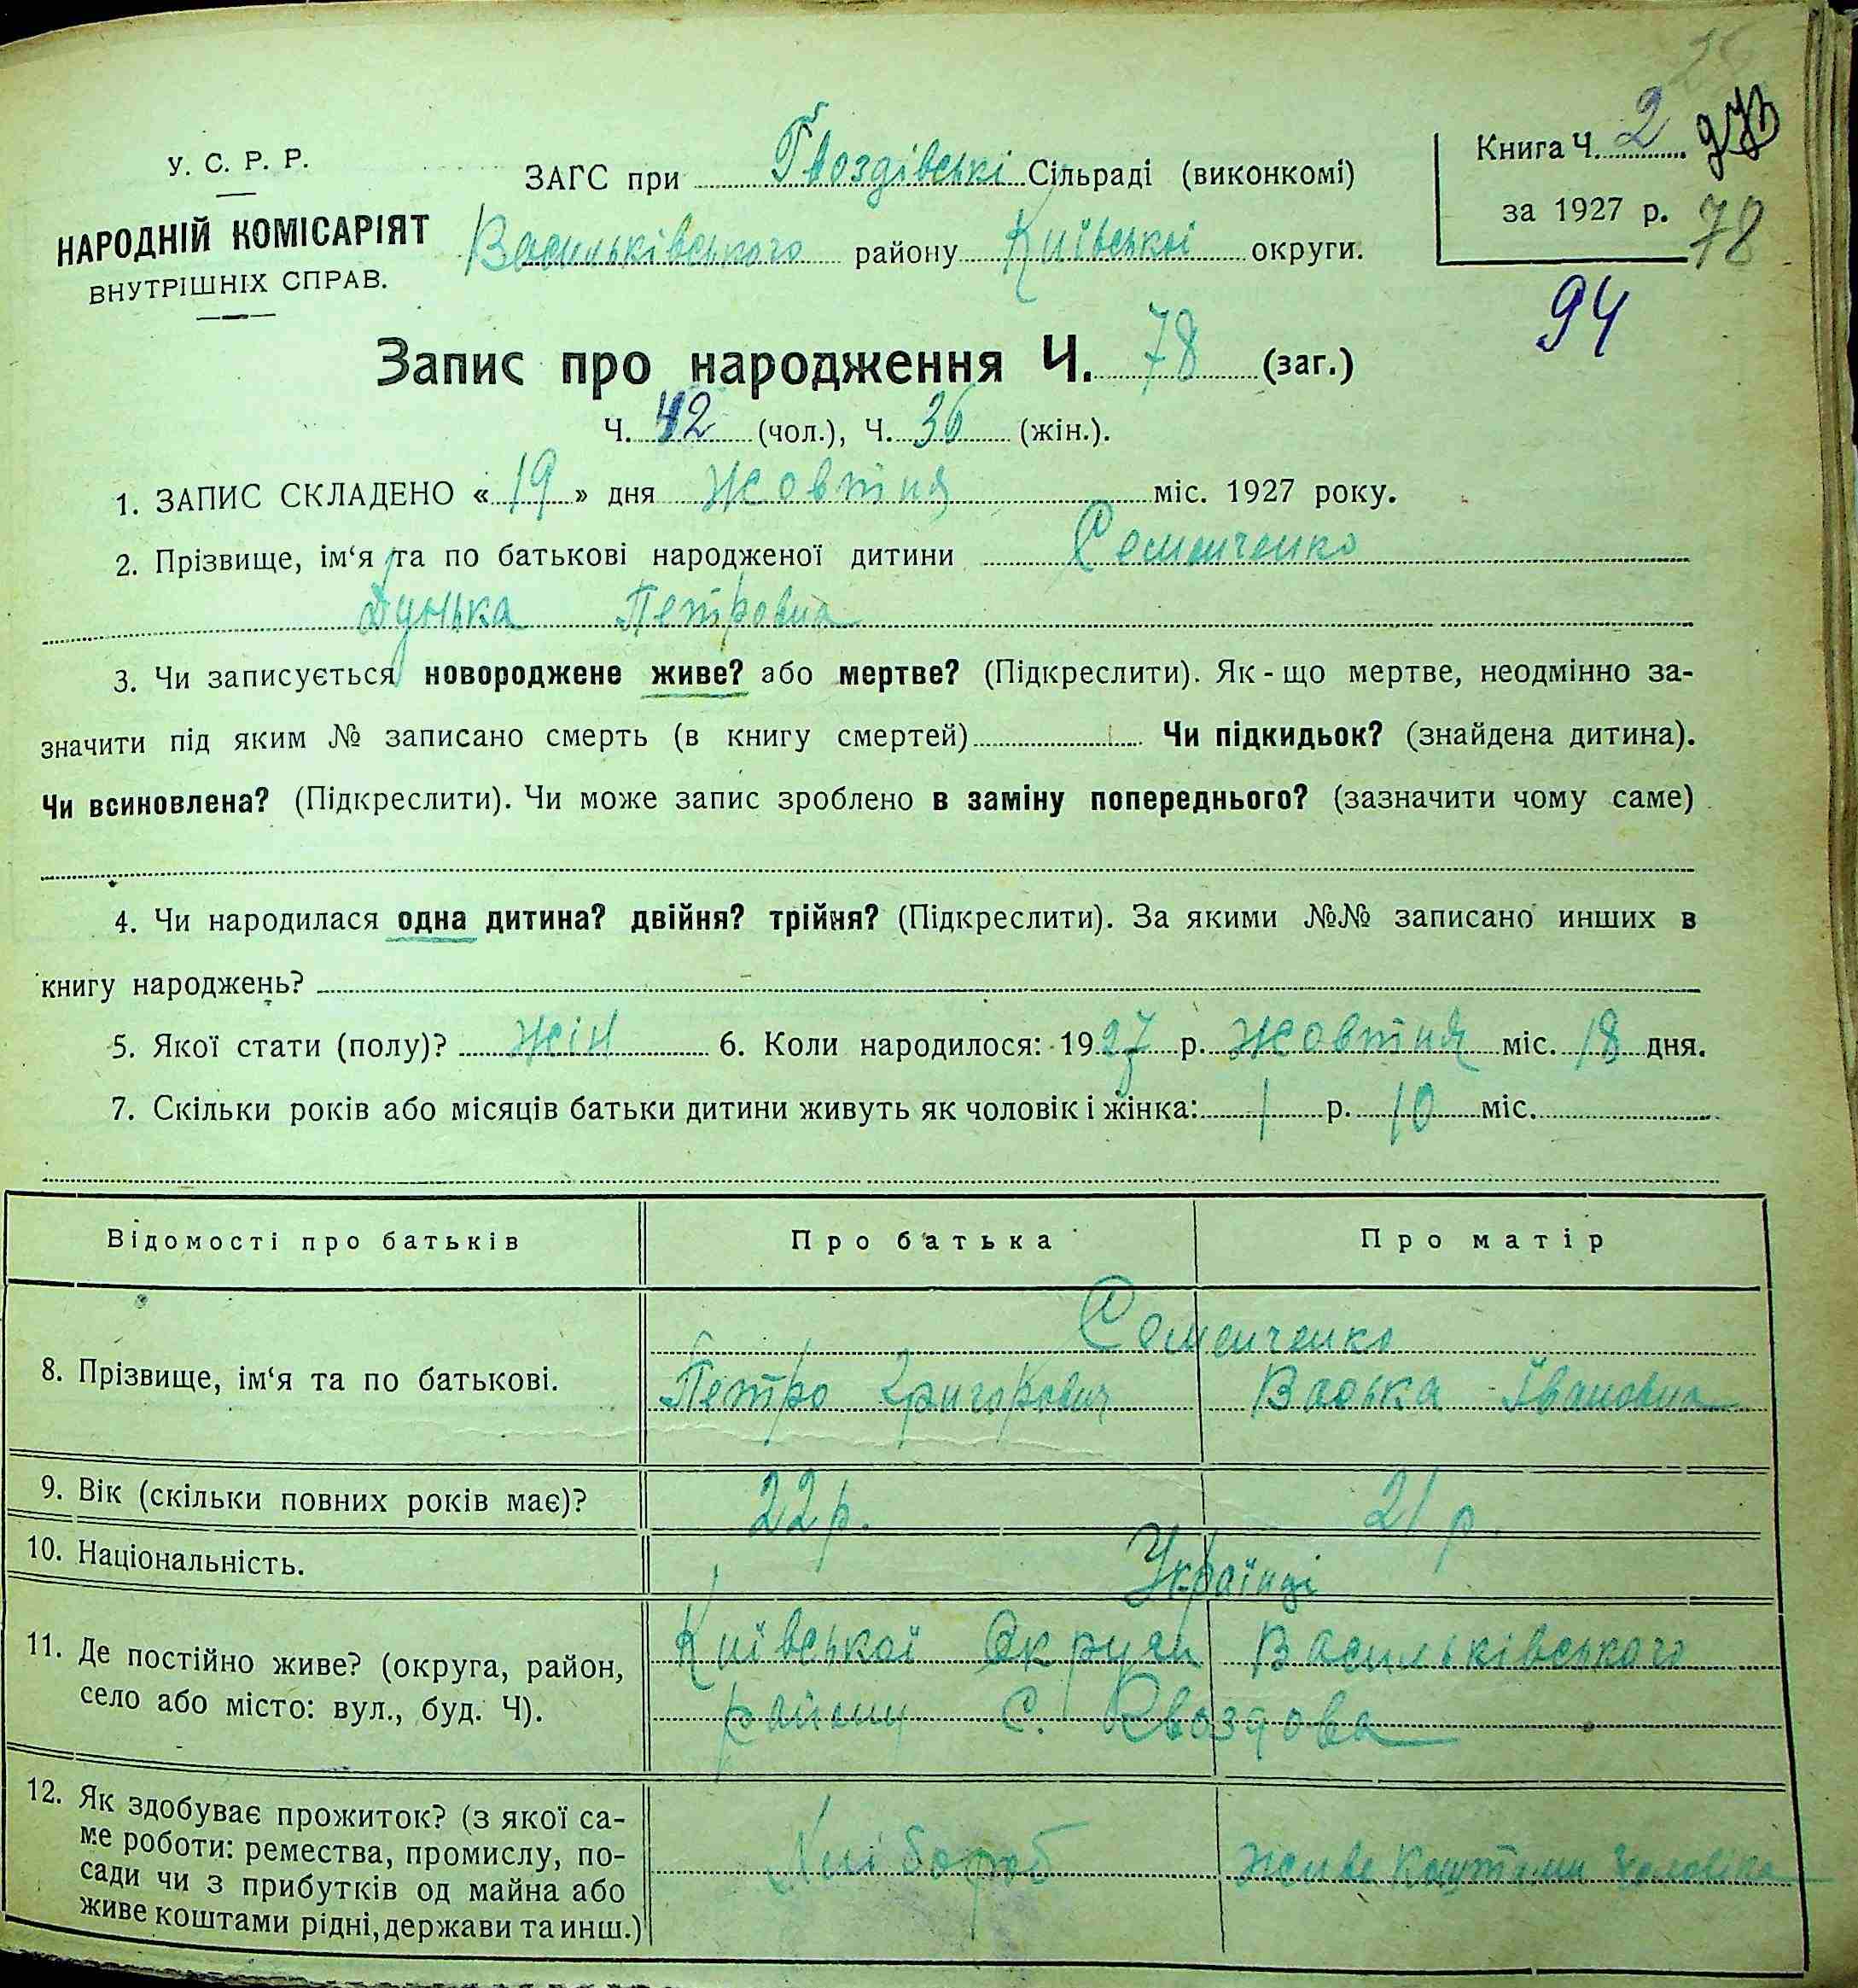 У. С. Р. Р.
НАРОДНІЙ КОМІСАРІЯТ
ВНУТРІШНІХ СПРАВ.
ЗАГС при Гвоздівські Сільраді (виконкомі)
Васильківського району Київської округи.
Книга Ч. 2
за 1927 р.
78
94
Запис про народження Ч. 78 (заг.)
Ч. 42 (чол.), Ч. 36 (жін.).
1. ЗАПИС СКЛАДЕНО « 19 » дня Жовтня міс. 1927 року.
2. Прізвище, ім‘я та по батькові народженої дитини Семенченко
Дунька Петровна
3. Чи записується новороджене живе? або мертве? (Підкреслити). Як-що мертве, неодмінно за-
значити під яким № записано смерть (в книгу смертей) Чи підкидьок? (знайдена дитина).
Чи всиновлена? (Підкреслити). Чи може запис зроблено в заміну попереднього? (зазначити чому саме)
4. Чи народилася одна дитина? двійня? трійня? (Підкреслити). За якими №№ записано инших в
книгу народжень?
5. Якої стати (полу)? жін 6. Коли народилося: 1927 р. Жовтня міс. 18 дня.
7. Скільки років або місяців батьки дитини живуть як чоловік і жінка: 1 р. 10 міс.
Відомості про батьків Про батька Про матір
Семенченко
8. Прізвище, ім‘я та по батькові. Петро Григорович Васька Івановна
9. Вік (скільки повних років має)? 22 р. 21 р.
10. Національність. Українці
11. Де постійно живе? (округа, район,
село або місто: вул., буд. Ч).
Київської Округи Васильківського
району С. Гвоздова
12. Як здобуває прожиток? (з якої са-
ме роботи: ремества, промислу, по-
сади чи з прибутків од майна або
живе коштами рідні, держави та инш.)
Хлібороб Живе Коштами Чоловіка